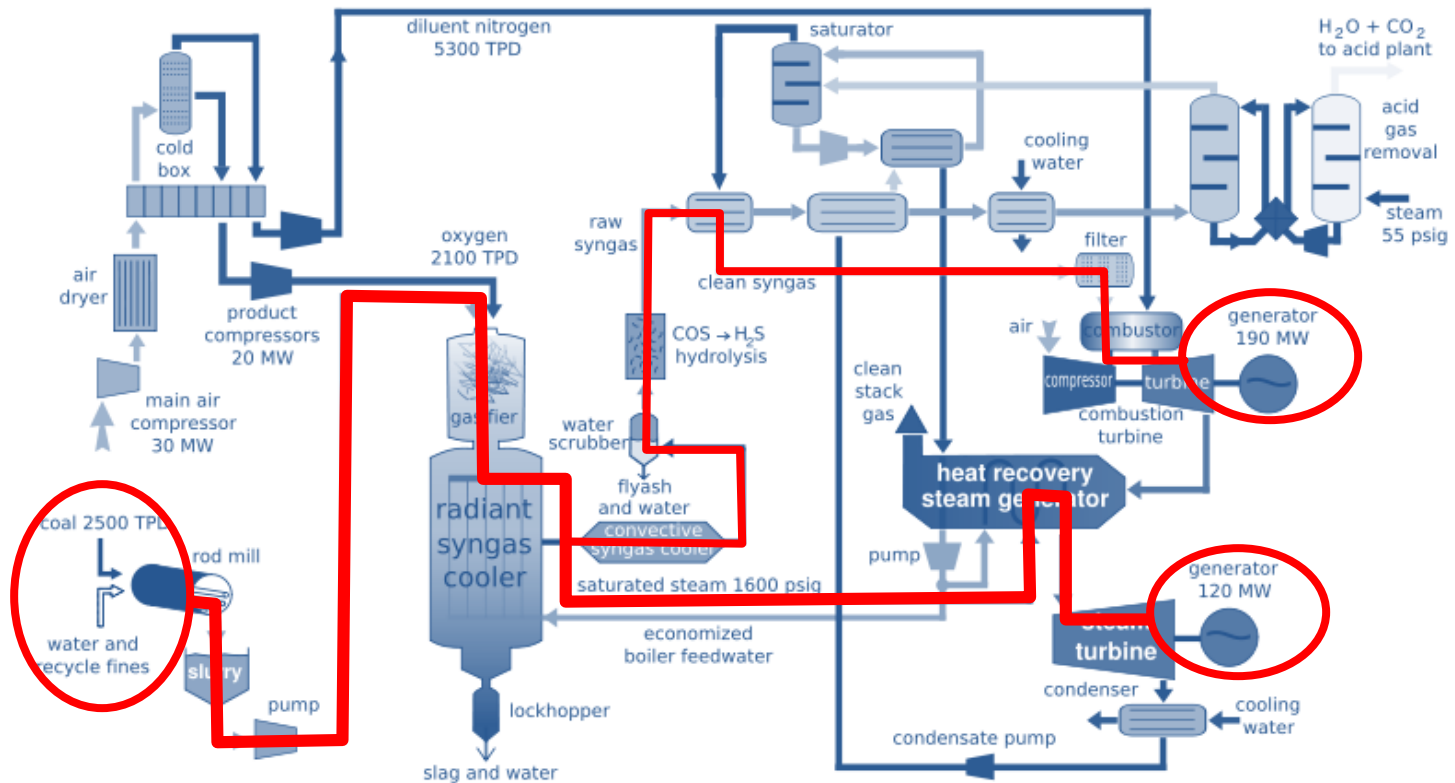 diluent nitrogen
5300 TPD
saturator
H₂O + CO₂
to acid plant
cold
box
cooling
water
acid
gas
removal
steam
55 psig
raw
syngas
filter
oxygen
2100 TPD
clean syngas
air
dryer
product
compressors
20 MW
COS → H₂S
hydrolysis
air
combustor
generator
190 MW
main air
compressor
30 MW
gasifier
clean
stack
gas
compressor
turbine
combustion
turbine
water
scrubber
flyash
and water
heat recovery
steam generator
coal 2500 TPD
rod mill
radiant
syngas
cooler
convective
syngas cooler
pump
saturated steam 1600 psig
generator
120 MW
water and
recycle fines
slurry
economized
boiler feedwater
steam
turbine
pump
lockhopper
condenser
cooling
water
condensate pump
slag and water